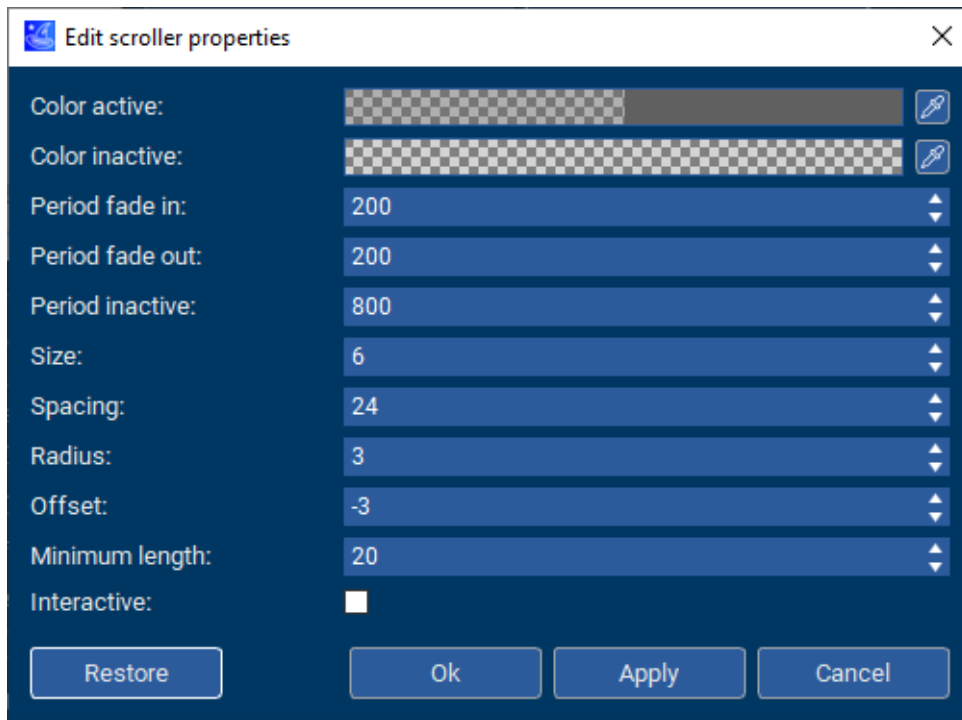 Edit scroller properties
Color active:
Color inactive:
Period fade in: 200
Period fade out: 200
Period inactive: 800
Size: 6
Spacing: 24
Radius: 3
Offset: -3
Minimum length: 20
Interactive:
Restore Ok Apply Cancel